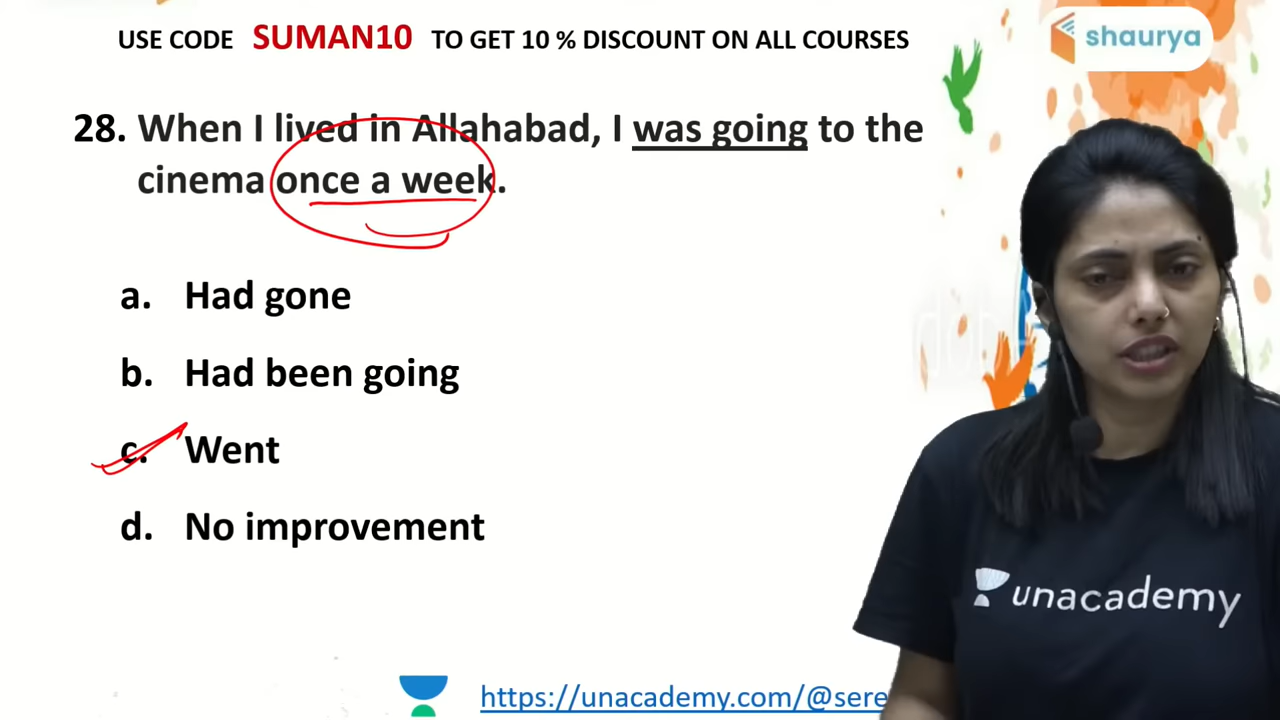 USE CODE SUMAN10 TO GET 10 % DISCOUNT ON ALL COURSES
shaurya
28. When I lived in Allahabad, I was going to the
cinema once a week.
a. Had gone
b. Had been going
c. Went
d. No improvement
unacademy
https://unacademy.com/@sere